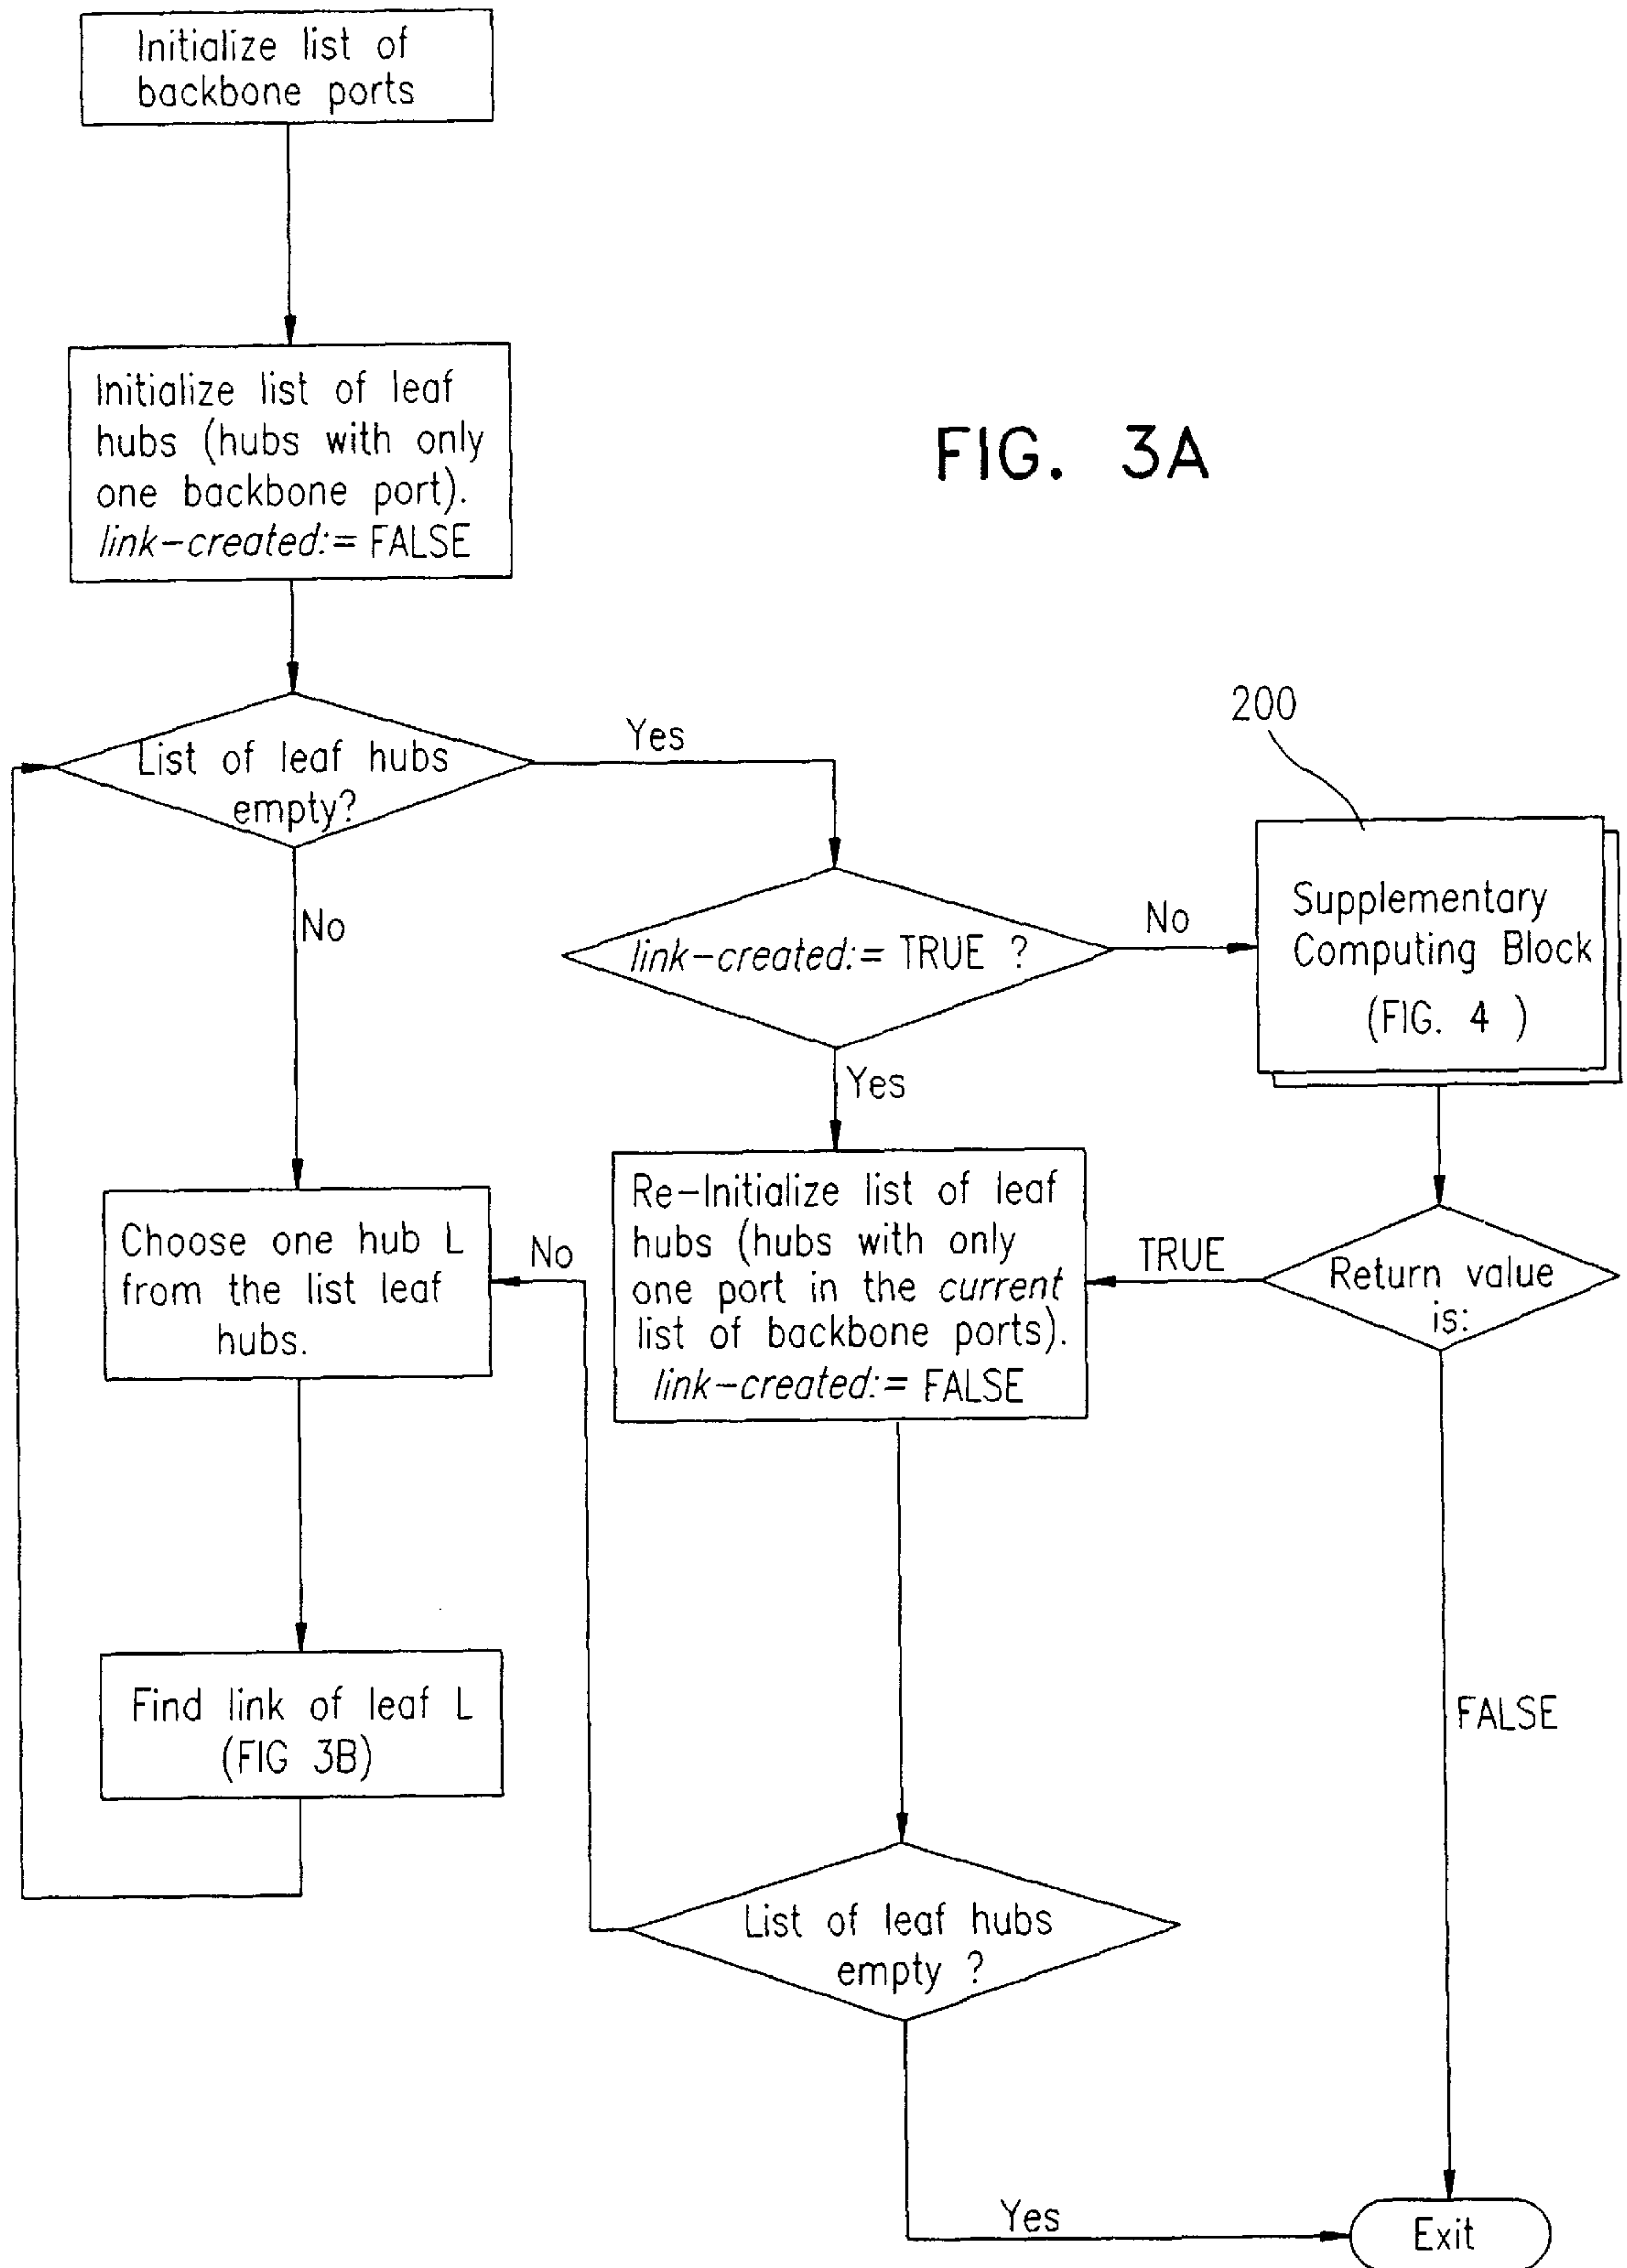 Initialize list of
backbone ports
Initialize list of leaf
hubs (hubs with only
one backbone port).
link-created:= FALSE
FIG. 3A
List of leaf hubs
empty?
Yes
No
200
link-created:= TRUE ?
No
Yes
Supplementary
Computing Block
(FIG. 4 )
Choose one hub L
from the list leaf
hubs.
No
Re-Initialize list of leaf
hubs (hubs with only
one port in the current
list of backbone ports).
link-created:= FALSE
TRUE
Return value
is:
Find link of leaf L
(FIG 3B)
FALSE
List of leaf hubs
empty ?
Yes
Exit